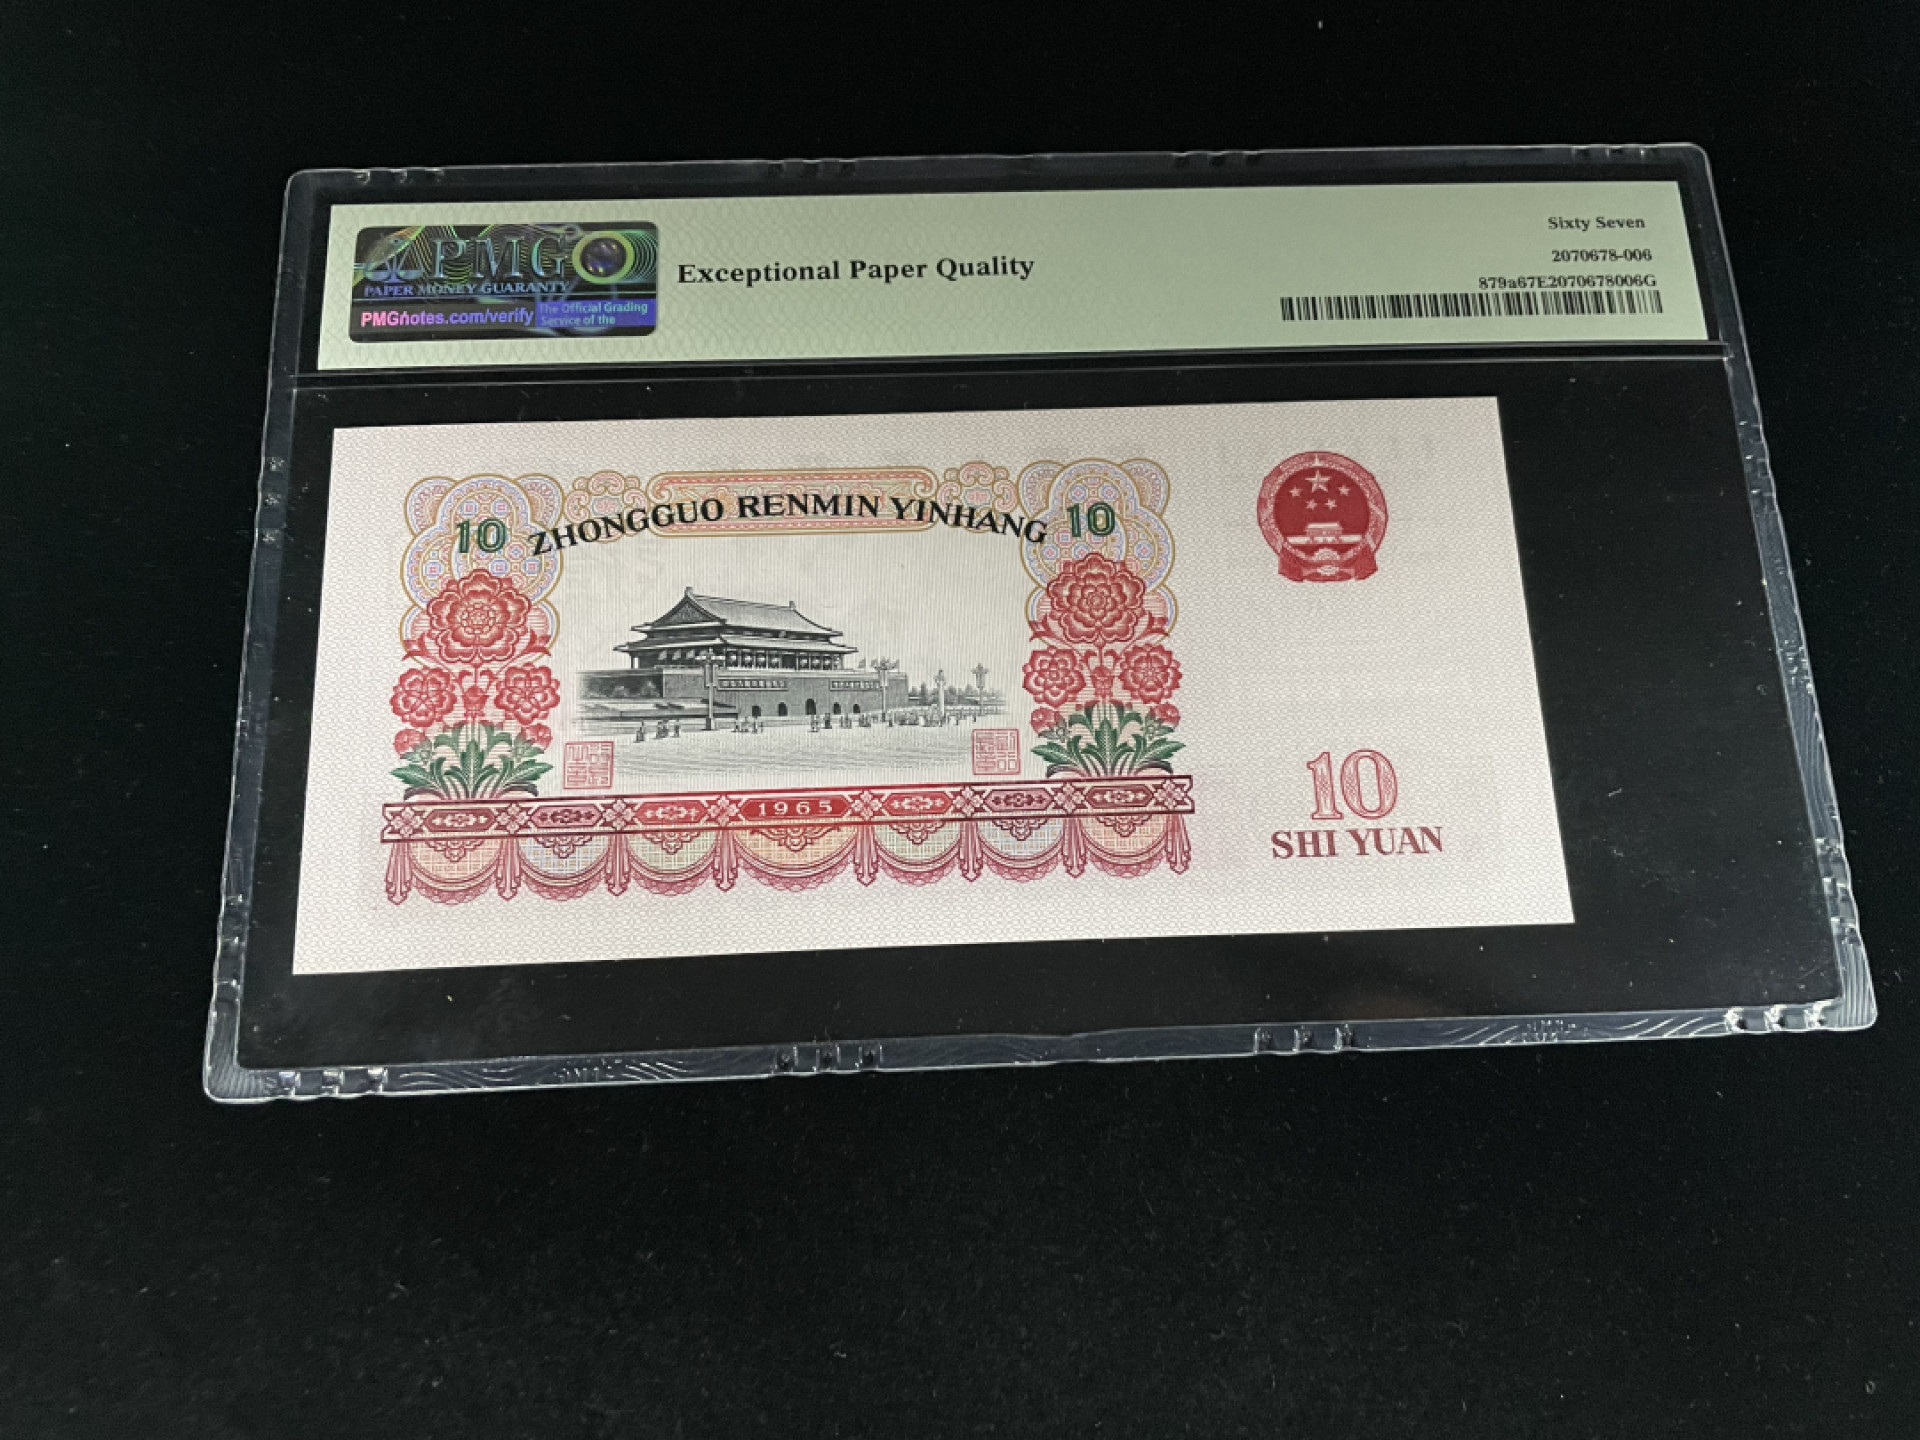 PMG
PAPER MONEY GUARANTY
PMGnotes.com/verify
The Official Grading
Service of the
Exceptional Paper Quality
Sixty Seven
2070678-006
879a67E2070678006G
10 ZHONGGUO RENMIN YINHANG 10
1965
10
SHI YUAN